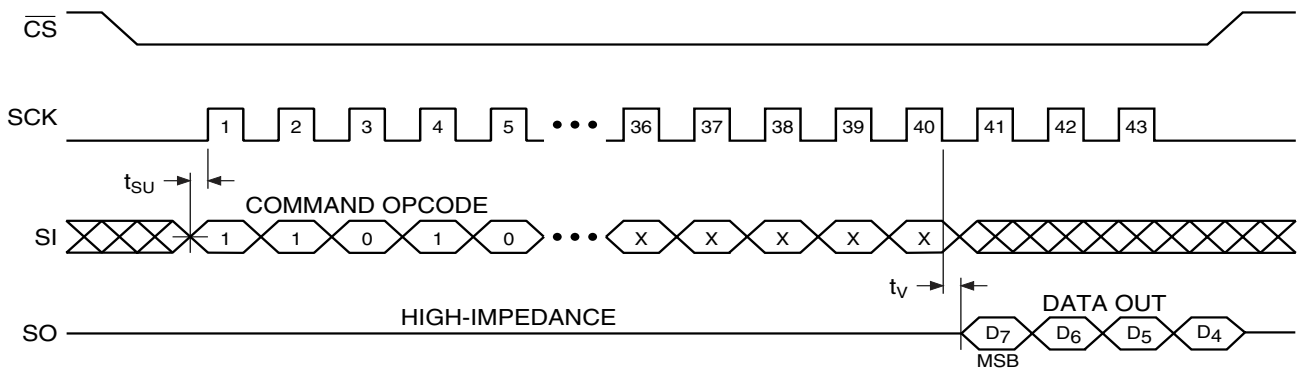 CS
SCK
1 2 3 4 5 ••• 36 37 38 39 40 41 42 43
tSU
COMMAND OPCODE
SI
1 1 0 1 0 ••• X X X X X
tV
DATA OUT
HIGH-IMPEDANCE
SO
D7 D6 D5 D4
MSB